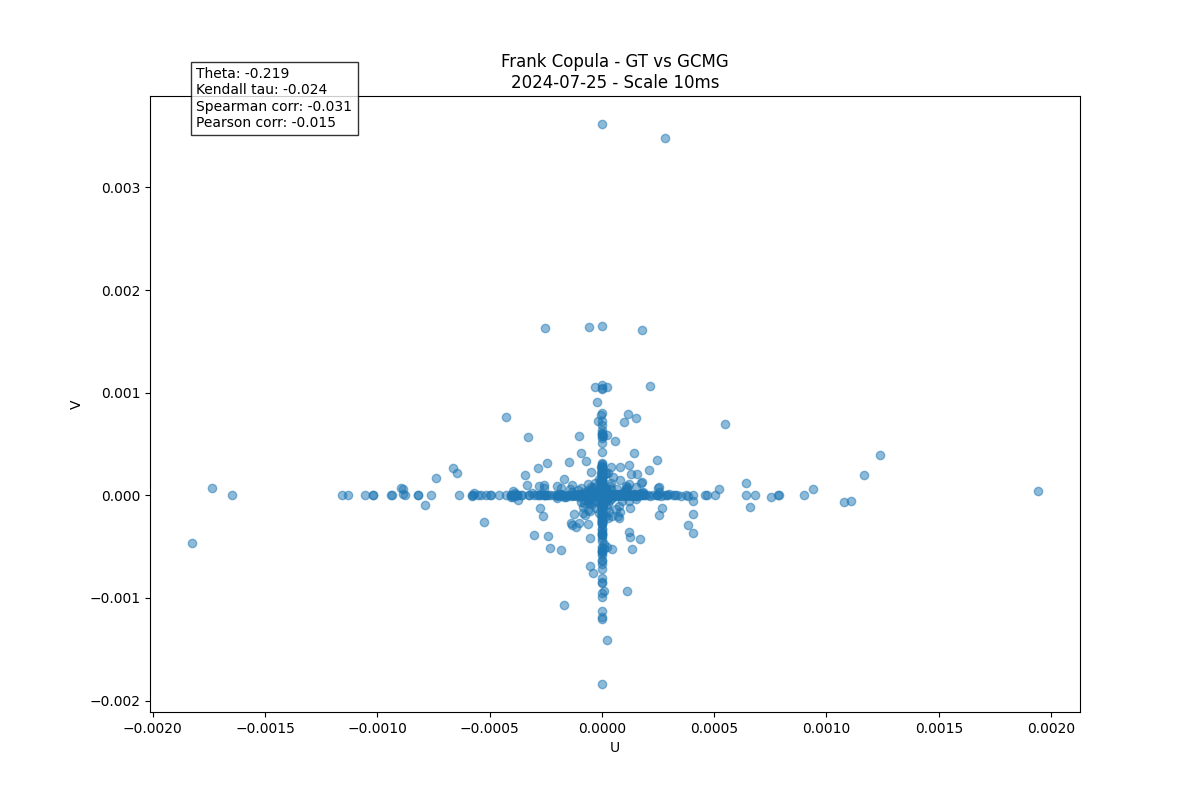 Frank Copula - GT vs GCMG
2024-07-25 - Scale 10ms
Theta: -0.219
Kendall tau: -0.024
Spearman corr: -0.031
Pearson corr: -0.015
V
0.003
0.002
0.001
0.000
−0.001
−0.002
−0.0020 −0.0015 −0.0010 −0.0005 0.0000 0.0005 0.0010 0.0015 0.0020
U